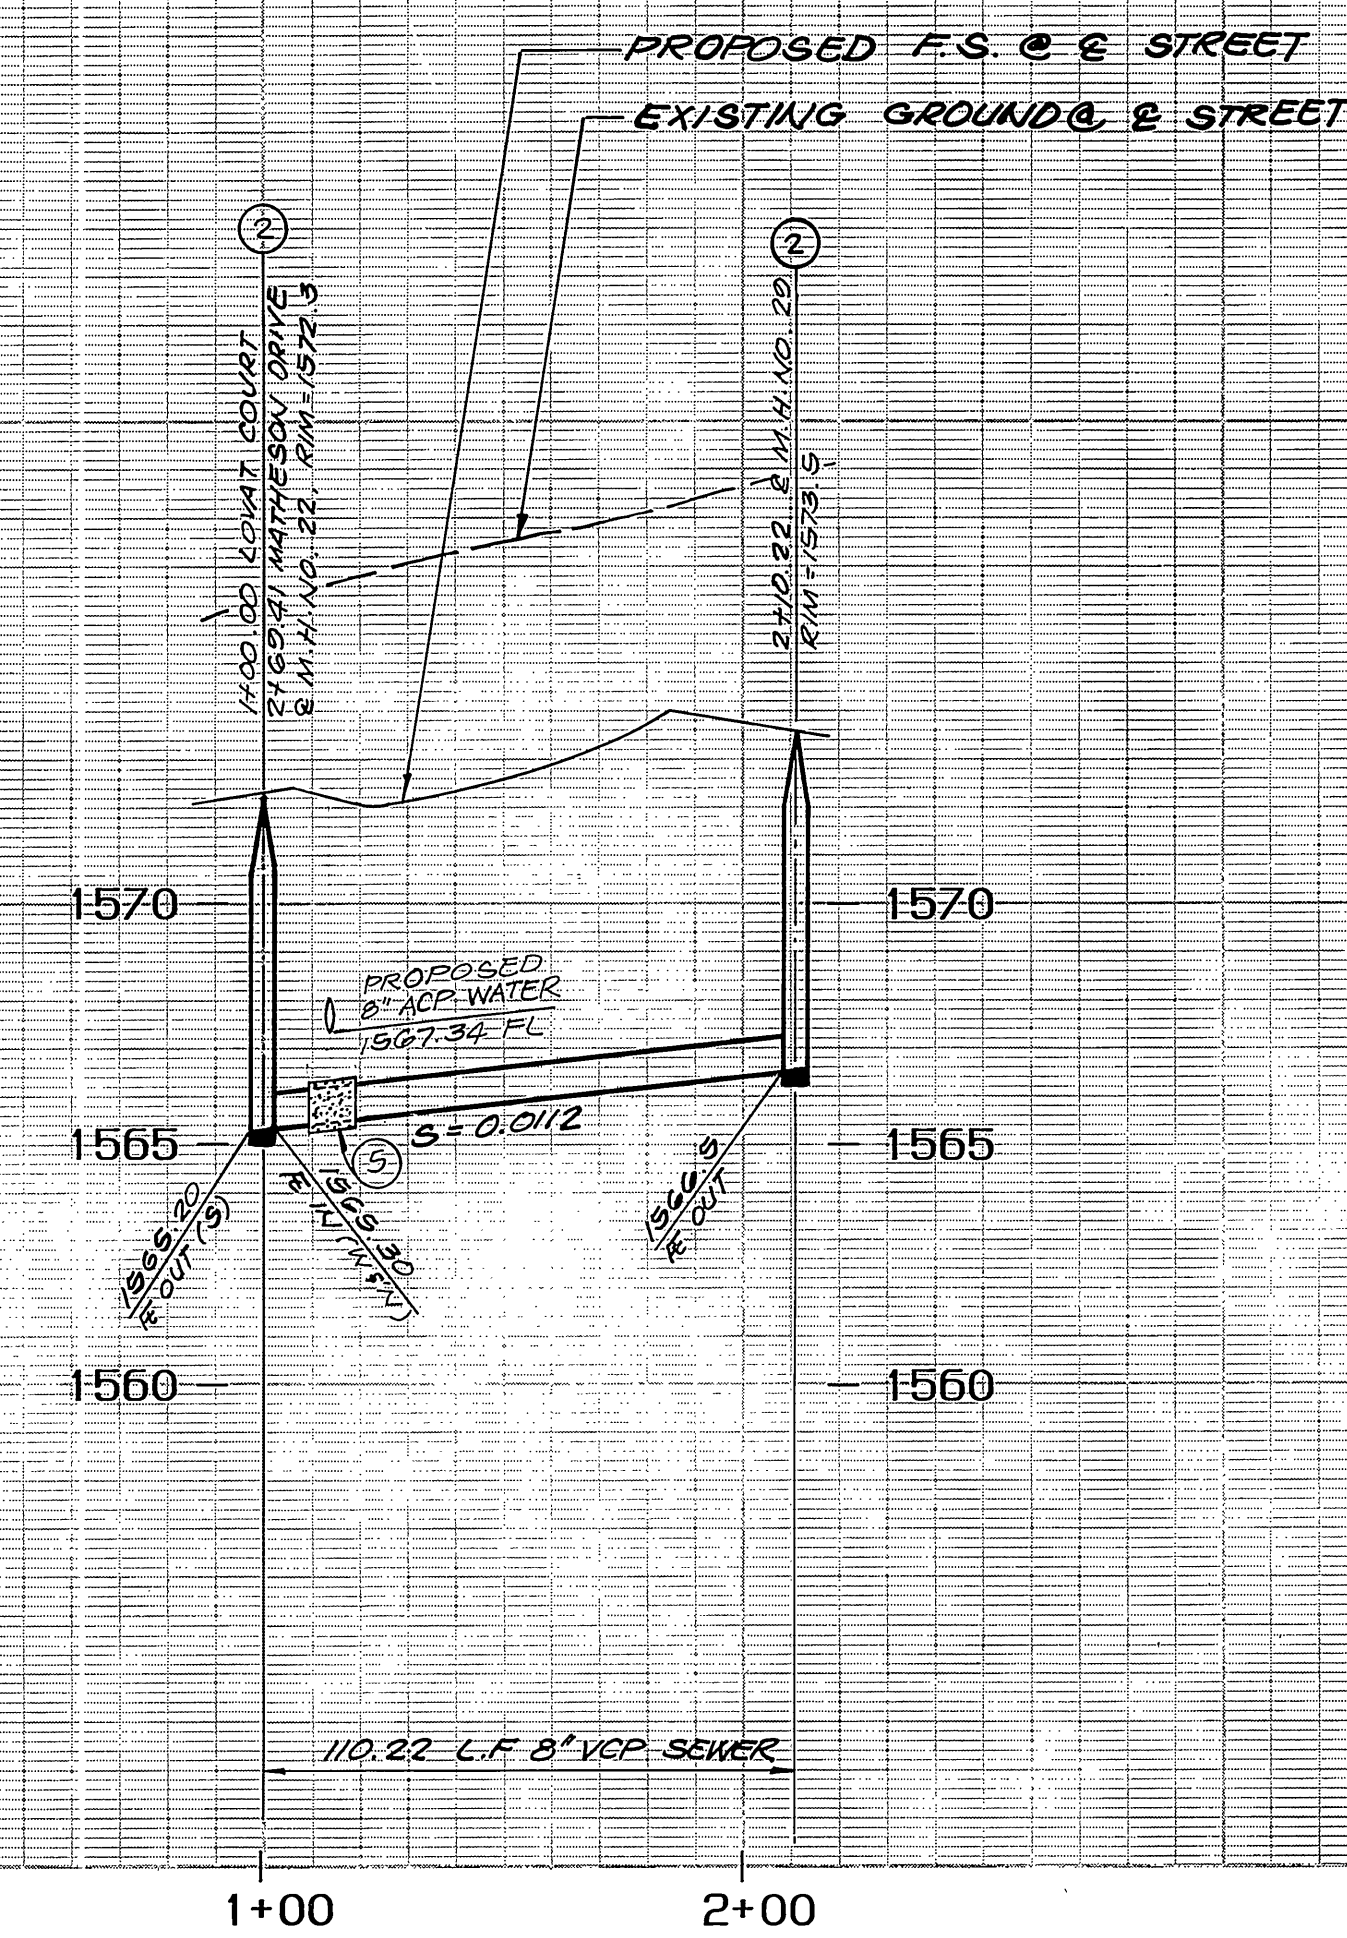 PROPOSED F.S. @ ℄ STREET
EXISTING GROUND @ ℄ STREET
2
2
1+00.00 LOVAT COURT
2+69.41 MATHESON DRIVE
℄ M.H. NO. 22, RIM=1572.3
2+10.22 ℄ M.H. NO. 29
RIM=1573.5
1570
1570
PROPOSED
8" ACP WATER
1567.34 FL
1565
S=0.0112
1565
5
1565.20
℄ OUT (S)
1565.30
℄ IN (W & N)
1566.5
℄ OUT
1560
1560
110.22 L.F 8" VCP SEWER
1+00
2+00